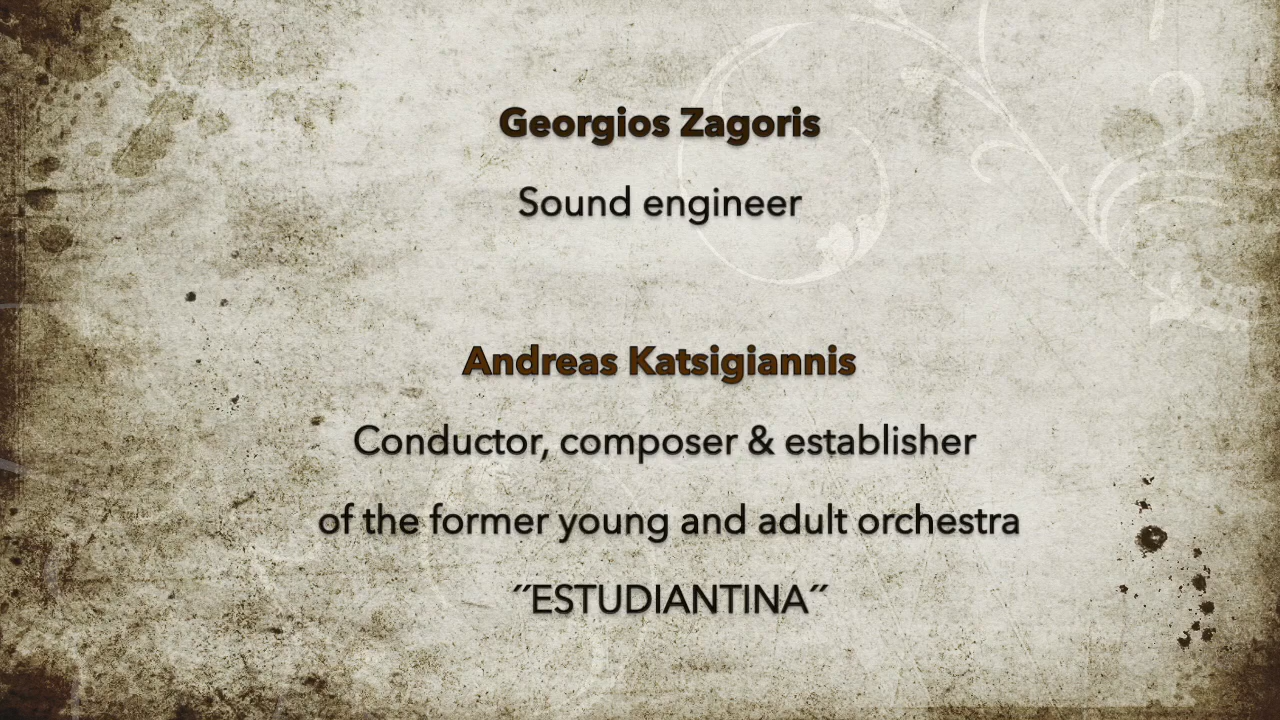 Georgios Zagoris
Sound engineer
Andreas Katsigiannis
Conductor, composer & establisher
of the former young and adult orchestra
˝ESTUDIANTINA˝